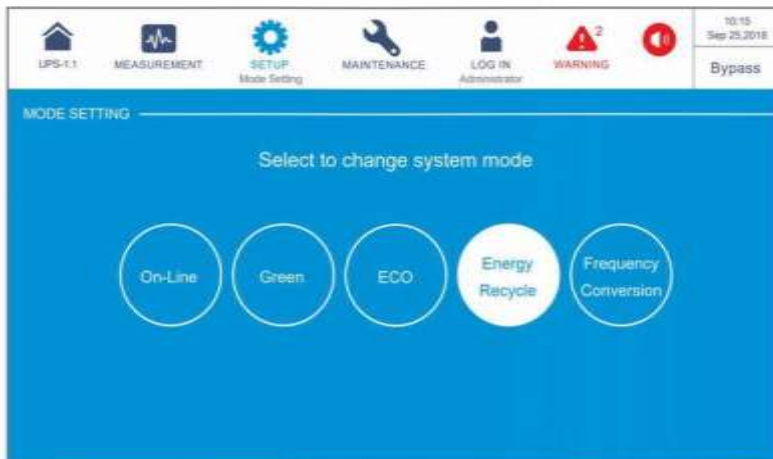 UPS-1.1
MEASUREMENT
SETUP
Mode Setting
MAINTENANCE
LOG IN
Administrator
2
WARNING
10:15
Sep 25,2018
Bypass
MODE SETTING
Select to change system mode
On-Line
Green
ECO
Energy
Recycle
Frequency
Conversion